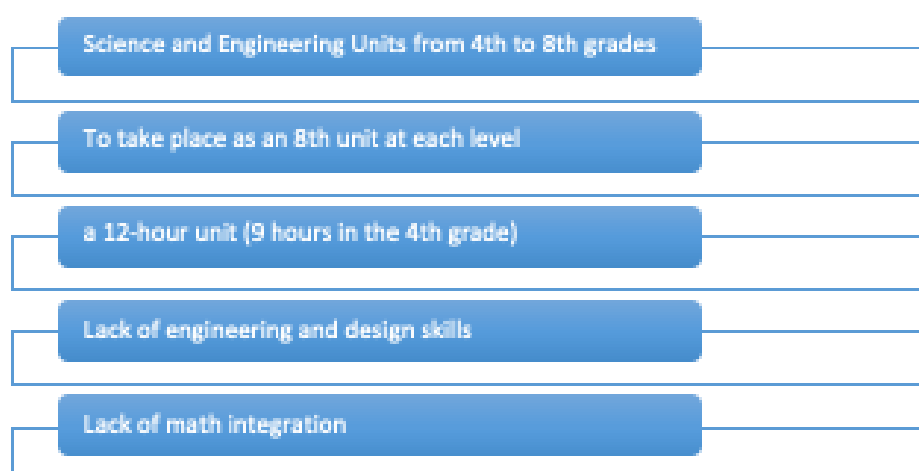 Science and Engineering Units from 4th to 8th grades
To take place as an 8th unit at each level
a 12-hour unit (9 hours in the 4th grade)
Lack of engineering and design skills
Lack of math integration